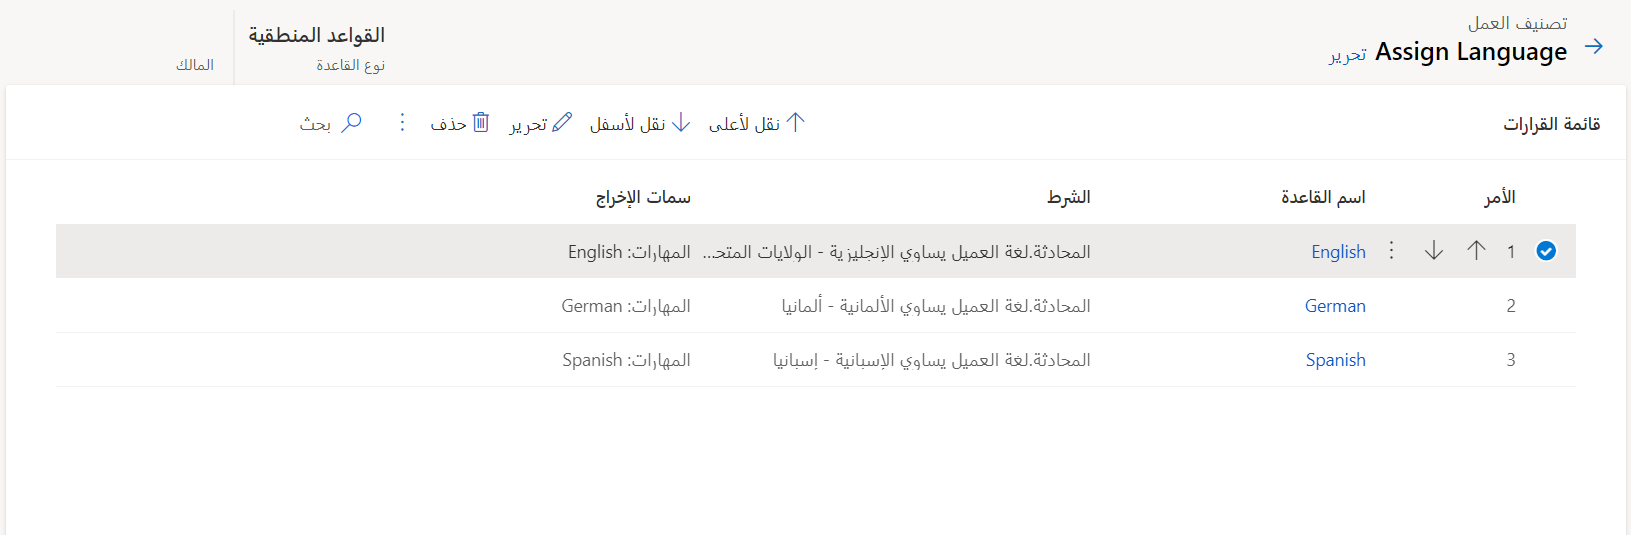 تصنيف العمل
Assign Language تحرير
القواعد المنطقية
نوع القاعدة
المالك
قائمة القرارات
نقل لأعلى نقل لأسفل تحرير حذف بحث
الأمر اسم القاعدة الشرط سمات الإخراج
1 English المحادثة.لغة العميل يساوي الإنجليزية - الولايات المتحـ... المهارات: English
2 German المحادثة.لغة العميل يساوي الألمانية - ألمانيا المهارات: German
3 Spanish المحادثة.لغة العميل يساوي الإسبانية - إسبانيا المهارات: Spanish